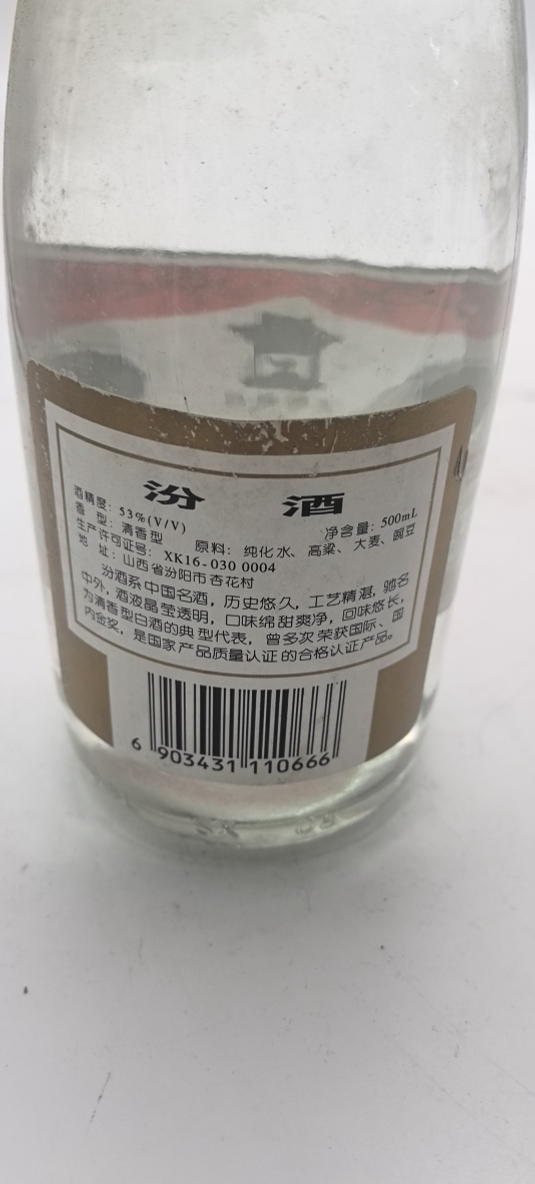 汾 酒
酒精度: 53%(V/V) 净含量: 500mL
香 型: 清香型 原料: 纯化水、高粱、大麦、豌豆
生产许可证号: XK16-030 0004
地 址: 山西省汾阳市杏花村
汾酒系中国名酒, 历史悠久, 工艺精湛, 驰名
中外, 酒液晶莹透明, 口味绵甜爽净, 回味悠长,
为清香型白酒的典型代表, 曾多次荣获国际、国
内金奖, 是国家产品质量认证的合格认证产品。
6 903431 110666